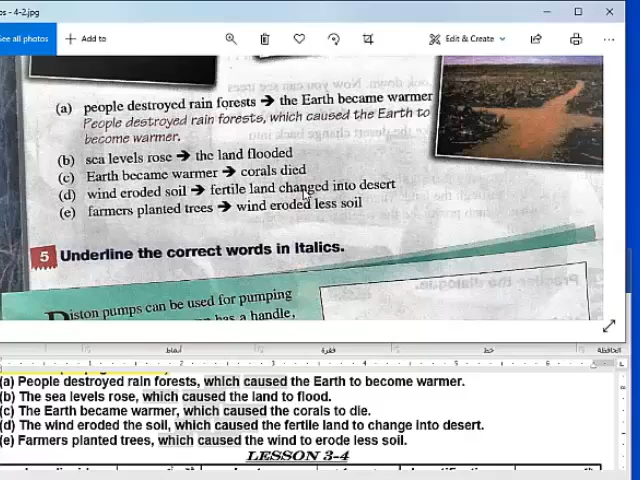 os - 4-2.jpg
See all photos
Add to
Edit & Create
(a) people destroyed rain forests ➔ the Earth became warmer
People destroyed rain forests, which caused the Earth to
become warmer.
(b) sea levels rose ➔ the land flooded
(c) Earth became warmer ➔ corals died
(d) wind eroded soil ➔ fertile land changed into desert
(e) farmers planted trees ➔ wind eroded less soil
5 Underline the correct words in Italics.
Piston pumps can be used for pumping
has a handle,
أنماط
فقرة
خط
الحافظة
(a) People destroyed rain forests, which caused the Earth to become warmer.
(b) The sea levels rose, which caused the land to flood.
(c) The Earth became warmer, which caused the corals to die.
(d) The wind eroded the soil, which caused the fertile land to change into desert.
(e) Farmers planted trees, which caused the wind to erode less soil.
LESSON 3-4